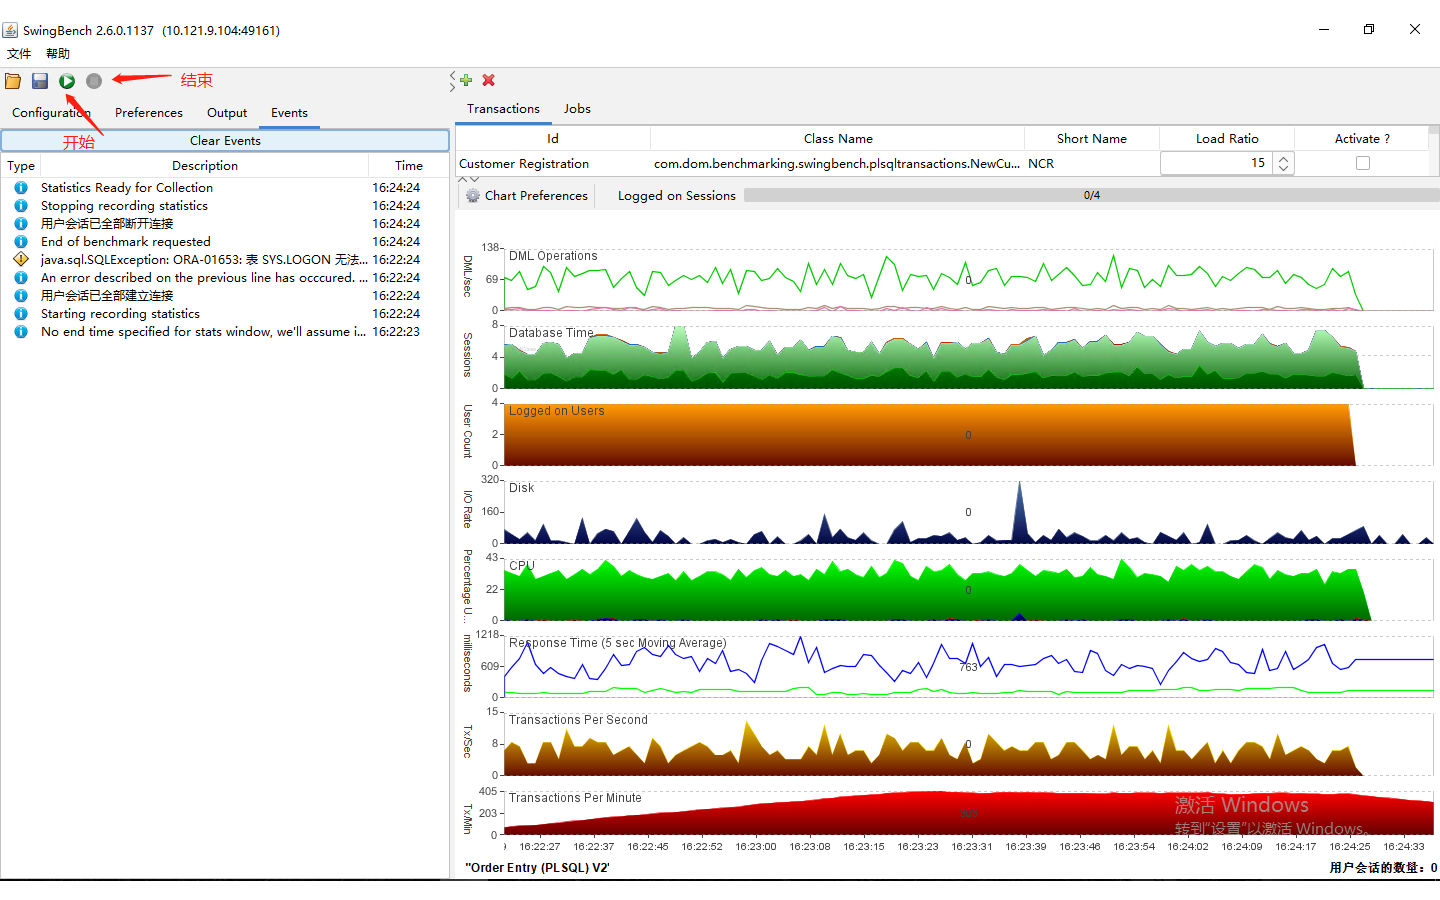 SwingBench 2.6.0.1137 (10.121.9.104:49161)
文件 帮助
结束
Configuration Preferences Output Events
开始
Clear Events
Type Description Time
Statistics Ready for Collection 16:24:24
Stopping recording statistics 16:24:24
用户会话已全部断开连接 16:24:24
End of benchmark requested 16:24:24
java.sql.SQLException: ORA-01653: 表 SYS.LOGON 无法... 16:22:24
An error described on the previous line has occcured. ... 16:22:24
用户会话已全部建立连接 16:22:24
Starting recording statistics 16:22:24
No end time specified for stats window, we'll assume i... 16:22:23
Transactions Jobs
Id Class Name Short Name Load Ratio Activate ?
Customer Registration com.dom.benchmarking.swingbench.plsqltransactions.NewCu... NCR 15
Chart Preferences Logged on Sessions 0/4
DML/sec
138
69
0
DML Operations
0
Sessions
8
4
0
Database Time
User Count
4
2
0
Logged on Users
0
I/O Rate
320
160
0
Disk
0
Percentage U...
43
22
0
CPU
0
milliseconds
1218
609
0
Response Time (5 sec Moving Average)
763
Tx/Sec
15
8
0
Transactions Per Second
0
Tx/Min
405
203
0
Transactions Per Minute
激活 Windows
转到"设置"以激活 Windows。
16:22:27 16:22:37 16:22:45 16:22:52 16:23:00 16:23:08 16:23:15 16:23:23 16:23:31 16:23:39 16:23:46 16:23:54 16:24:02 16:24:09 16:24:17 16:24:25 16:24:33
"Order Entry (PLSQL) V2' 用户会话的数量：0